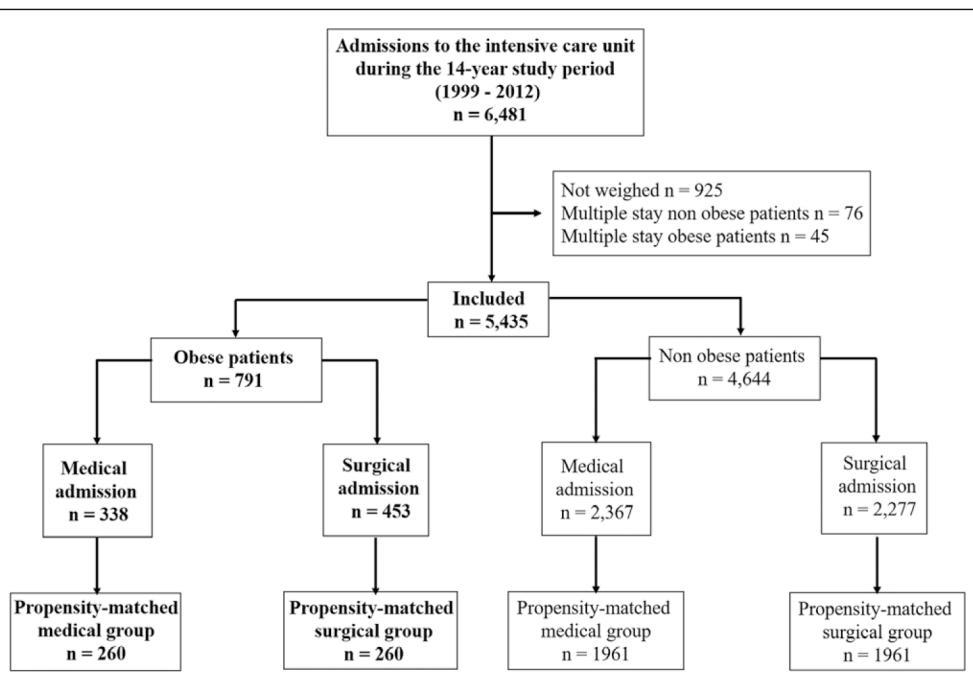 Admissions to the intensive care unit
during the 14-year study period
(1999 - 2012)
n = 6,481
Not weighed n = 925
Multiple stay non obese patients n = 76
Multiple stay obese patients n = 45
Included
n = 5,435
Obese patients
n = 791
Non obese patients
n = 4,644
Medical
admission
n = 338
Surgical
admission
n = 453
Medical
admission
n = 2,367
Surgical
admission
n = 2,277
Propensity-matched
medical group
n = 260
Propensity-matched
surgical group
n = 260
Propensity-matched
medical group
n = 1961
Propensity-matched
surgical group
n = 1961